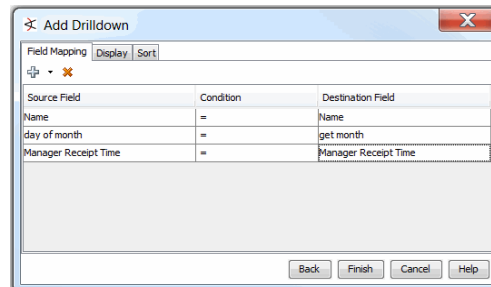 Add Drilldown
Field Mapping Display Sort
Source Field Condition Destination Field
Name = Name
day of month = get month
Manager Receipt Time = Manager Receipt Time
Back Finish Cancel Help